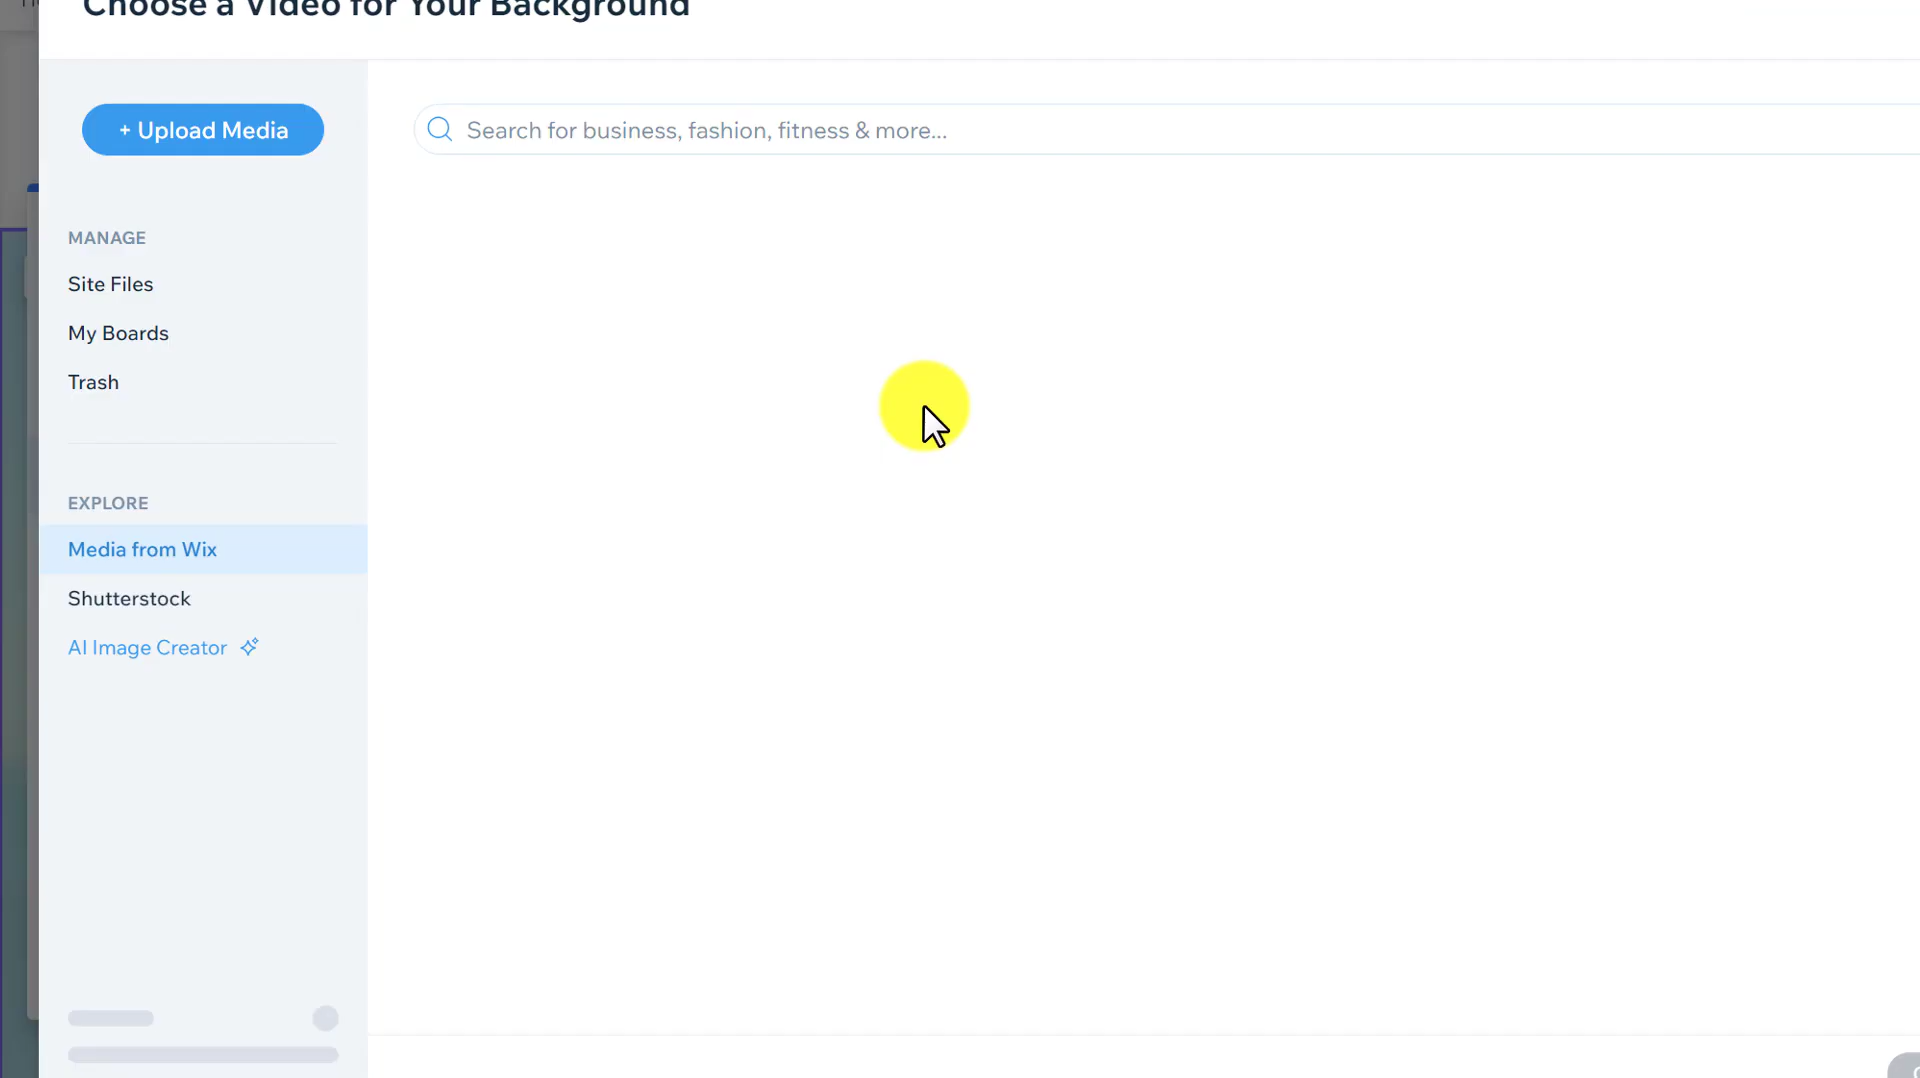 Choose a Video for Your Background
+ Upload Media
Search for business, fashion, fitness & more...
MANAGE
Site Files
My Boards
Trash
EXPLORE
Media from Wix
Shutterstock
AI Image Creator